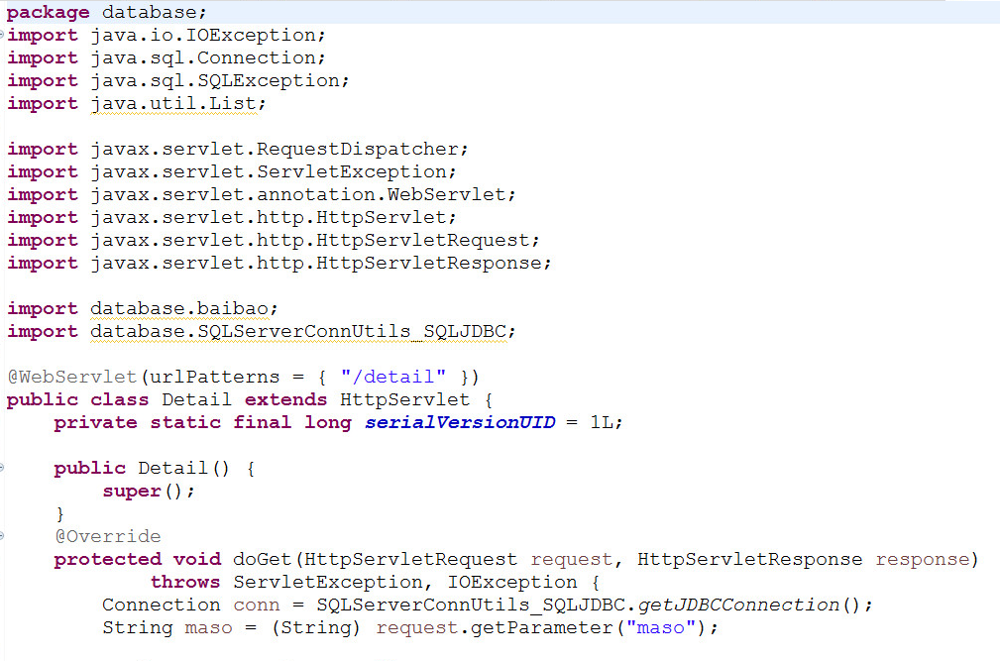 package database;
import java.io.IOException;
import java.sql.Connection;
import java.sql.SQLException;
import java.util.List;
import javax.servlet.RequestDispatcher;
import javax.servlet.ServletException;
import javax.servlet.annotation.WebServlet;
import javax.servlet.http.HttpServlet;
import javax.servlet.http.HttpServletRequest;
import javax.servlet.http.HttpServletResponse;
import database.baibao;
import database.SQLServerConnUtils_SQLJDBC;
@WebServlet(urlPatterns = { "/detail" })
public class Detail extends HttpServlet {
private static final long serialVersionUID = 1L;
public Detail() {
super();
}
@Override
protected void doGet(HttpServletRequest request, HttpServletResponse response)
throws ServletException, IOException {
Connection conn = SQLServerConnUtils_SQLJDBC.getJDBCConnection();
String maso = (String) request.getParameter("maso");